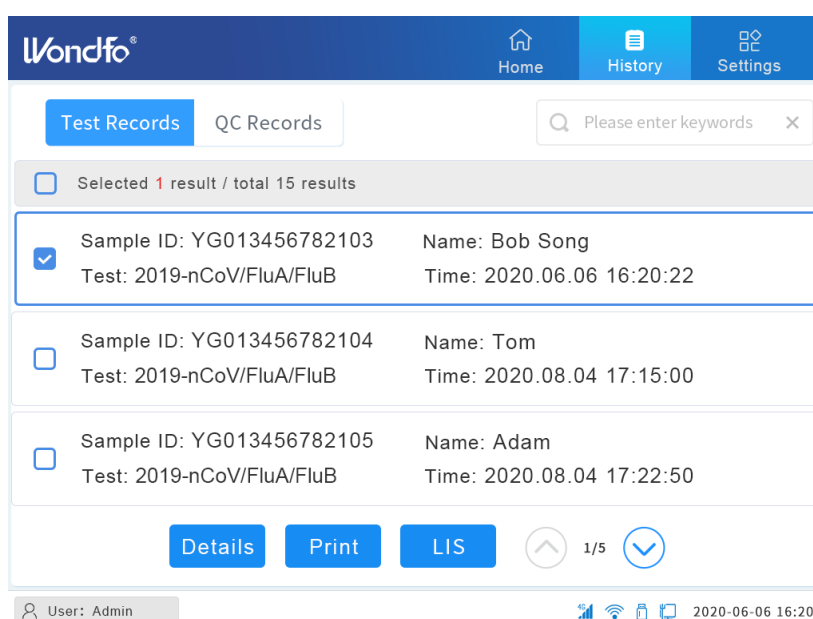 Wondfo®
Home
History
Settings
Test Records
QC Records
Please enter keywords
Selected 1 result / total 15 results
Sample ID: YG013456782103
Name: Bob Song
Test: 2019-nCoV/FluA/FluB
Time: 2020.06.06 16:20:22
Sample ID: YG013456782104
Name: Tom
Test: 2019-nCoV/FluA/FluB
Time: 2020.08.04 17:15:00
Sample ID: YG013456782105
Name: Adam
Test: 2019-nCoV/FluA/FluB
Time: 2020.08.04 17:22:50
Details
Print
LIS
1/5
User: Admin
4G
2020-06-06 16:20